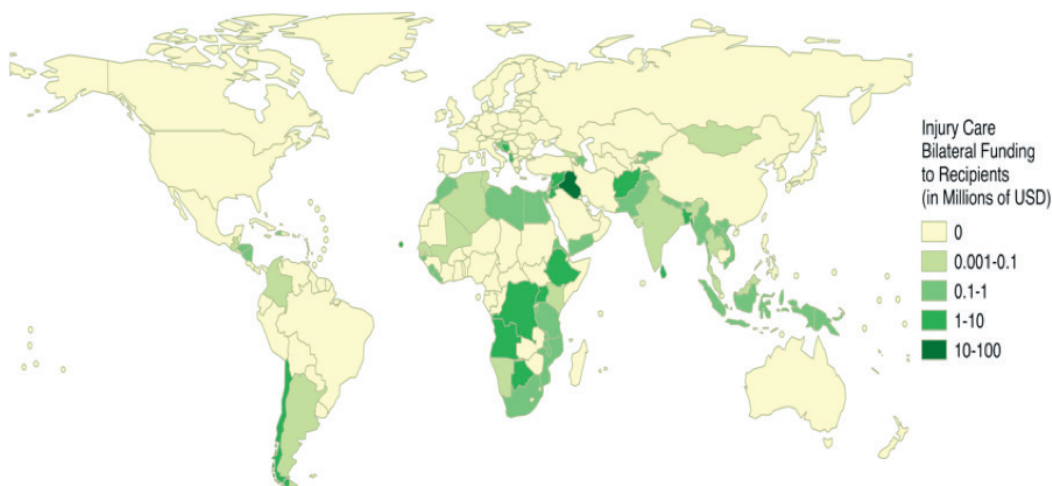 Injury Care
Bilateral Funding
to Recipients
(in Millions of USD)
0
0.001-0.1
0.1-1
1-10
10-100